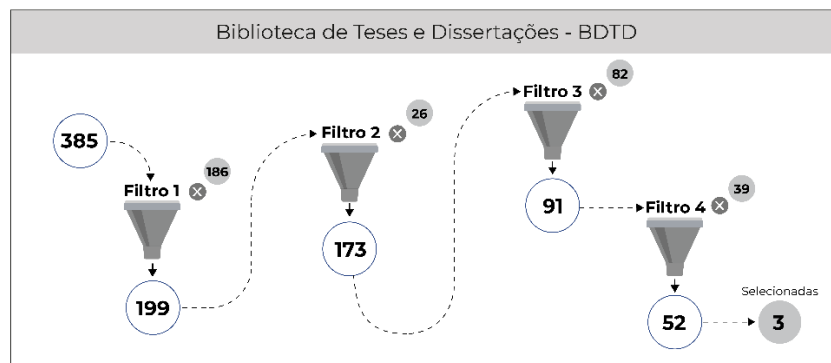 Biblioteca de Teses e Dissertações - BDTD
385
Filtro 1
186
199
Filtro 2
26
173
Filtro 3
82
91
Filtro 4
39
52
Selecionadas
3